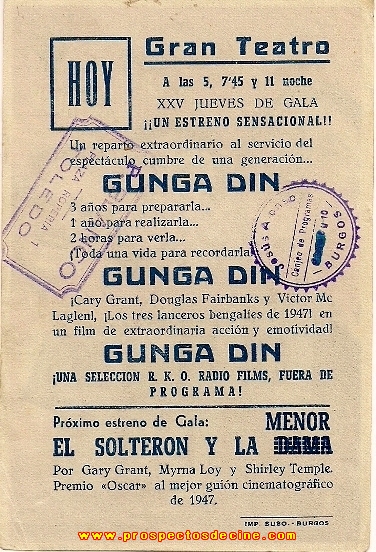 HOY
Gran Teatro
A las 5, 7'45 y 11 noche
XXV JUEVES DE GALA
¡¡UN ESTRENO SENSACIONAL!!
Un reparto extraordinario al servicio del
espectáculo cumbre de una generación...
GUNGA DIN
3 años para prepararla...
1 año para realizarla...
2 horas para verla...
¡Toda una vida para recordarla!
GUNGA DIN
¡Cary Grant, Douglas Fairbanks y Victor Mc
Laglen!, ¡Los tres lanceros bengalíes de 1947! en
un film de extraordinaria acción y emotividad!
GUNGA DIN
¡UNA SELECCION R. K. O. RADIO FILMS, FUERA DE
PROGRAMA!
Próximo estreno de Gala:
MENOR
EL SOLTERON Y LA DAMA
Por Gary Grant, Myrna Loy y Shirley Temple.
Premio «Oscar» al mejor guión cinematográfico
de 1947.
IMP. SUSO.-BURGOS
PLAZA
TOLEDO
Canjeo de Programas
BURGOS
www.prospectosdecine.com